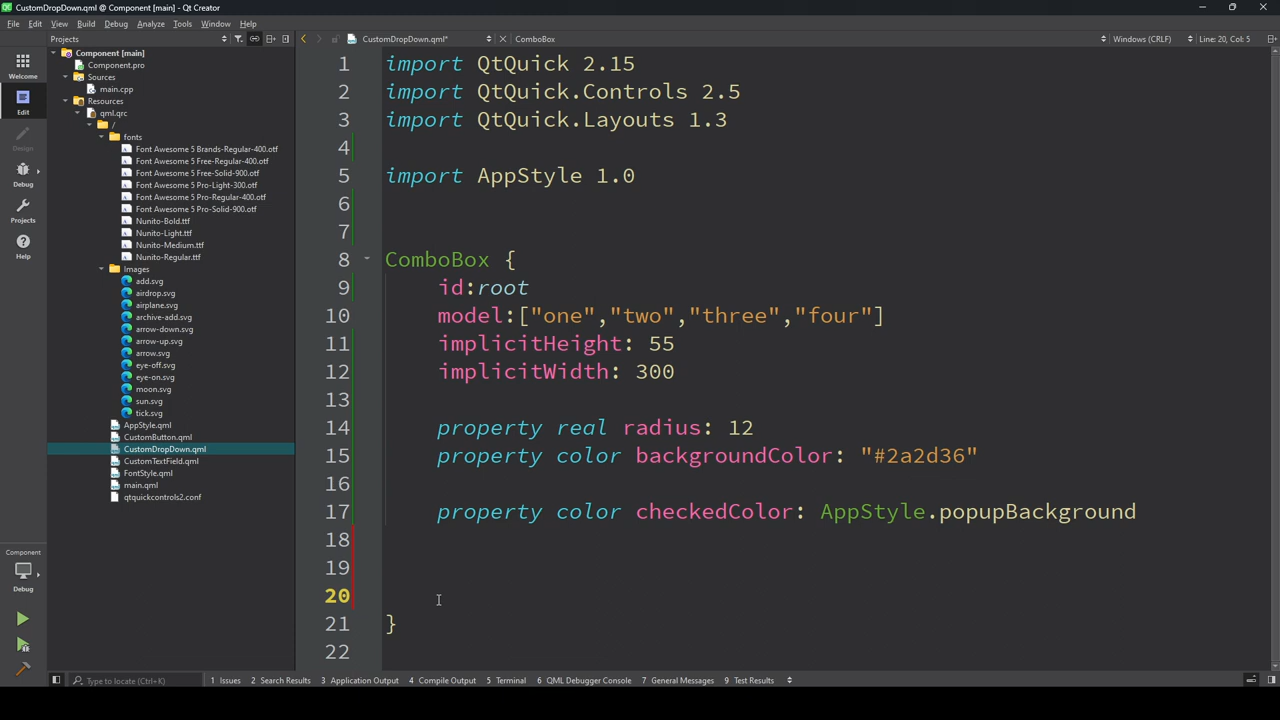 CustomDropDown.qml @ Component [main] - Qt Creator
File Edit View Build Debug Analyze Tools Window Help
Projects
CustomDropDown.qml*
ComboBox
Windows (CRLF)
Line: 20, Col: 5
Welcome
Edit
Design
Debug
Projects
Help
Component [main]
Component.pro
Sources
main.cpp
Resources
qml.qrc
/
fonts
Font Awesome 5 Brands-Regular-400.otf
Font Awesome 5 Free-Regular-400.otf
Font Awesome 5 Free-Solid-900.otf
Font Awesome 5 Pro-Light-300.otf
Font Awesome 5 Pro-Regular-400.otf
Font Awesome 5 Pro-Solid-900.otf
Nunito-Bold.ttf
Nunito-Light.ttf
Nunito-Medium.ttf
Nunito-Regular.ttf
Images
add.svg
airdrop.svg
airplane.svg
archive-add.svg
arrow-down.svg
arrow-up.svg
arrow.svg
eye-off.svg
eye-on.svg
moon.svg
sun.svg
tick.svg
AppStyle.qml
CustomButton.qml
CustomDropDown.qml
CustomTextField.qml
FontStyle.qml
main.qml
qtquickcontrols2.conf
1 import QtQuick 2.15
2 import QtQuick.Controls 2.5
3 import QtQuick.Layouts 1.3
4
5 import AppStyle 1.0
6
7
8 ComboBox {
9 id:root
10 model:["one","two","three","four"]
11 implicitHeight: 55
12 implicitWidth: 300
13
14 property real radius: 12
15 property color backgroundColor: "#2a2d36"
16
17 property color checkedColor: AppStyle.popupBackground
18
19
20
21 }
22
Component
Debug
Type to locate (Ctrl+K)
1 Issues 2 Search Results 3 Application Output 4 Compile Output 5 Terminal 6 QML Debugger Console 7 General Messages 9 Test Results